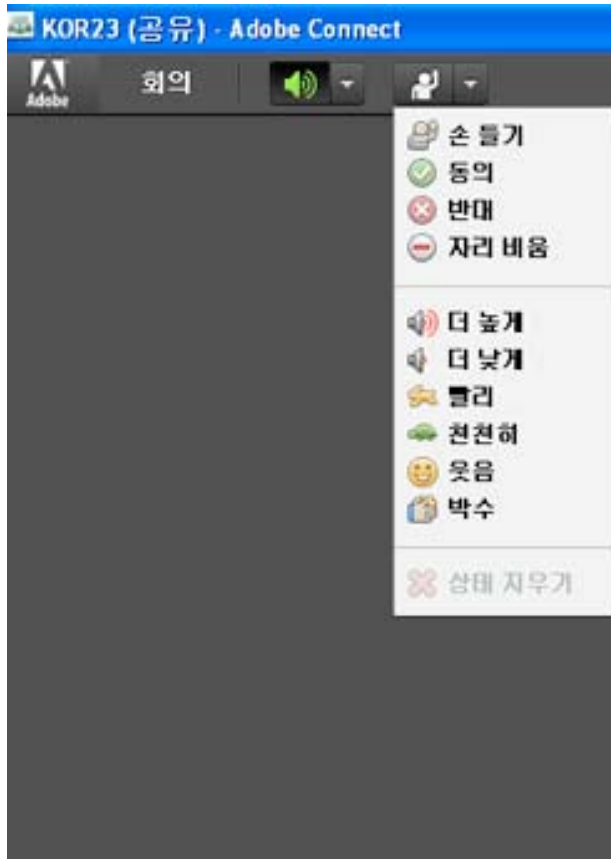 KOR23 (공유) - Adobe Connect
Adobe
회의
손 들기
동의
반대
자리 비움
더 높게
더 낮게
빨리
천천히
웃음
박수
상태 지우기